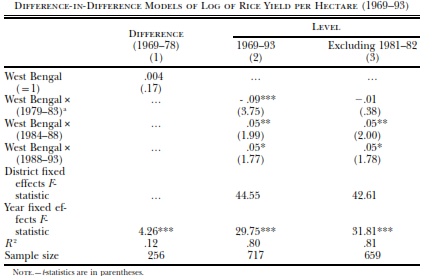 DIFFERENCE-IN-DIFFERENCE MODELS OF LOG OF RICE YIELD PER HECTARE (1969–93)
LEVEL
DIFFERENCE
(1969–78) 1969–93 Excluding 1981–82
(1) (2) (3)
West Bengal .004 ... ...
(=1) (.17)
West Bengal × ... - .09*** −.01
(1979–83)ª (3.75) (.38)
West Bengal × ... .05** .05**
(1984–88) (1.99) (2.00)
West Bengal × ... .05* .05*
(1988–93) (1.77) (1.78)
District fixed
effects F-
statistic ... 44.55 42.61
Year fixed ef-
fects F-
statistic 4.26*** 29.75*** 31.81***
R² .12 .80 .81
Sample size 256 717 659
NOTE.—t-statistics are in parentheses.